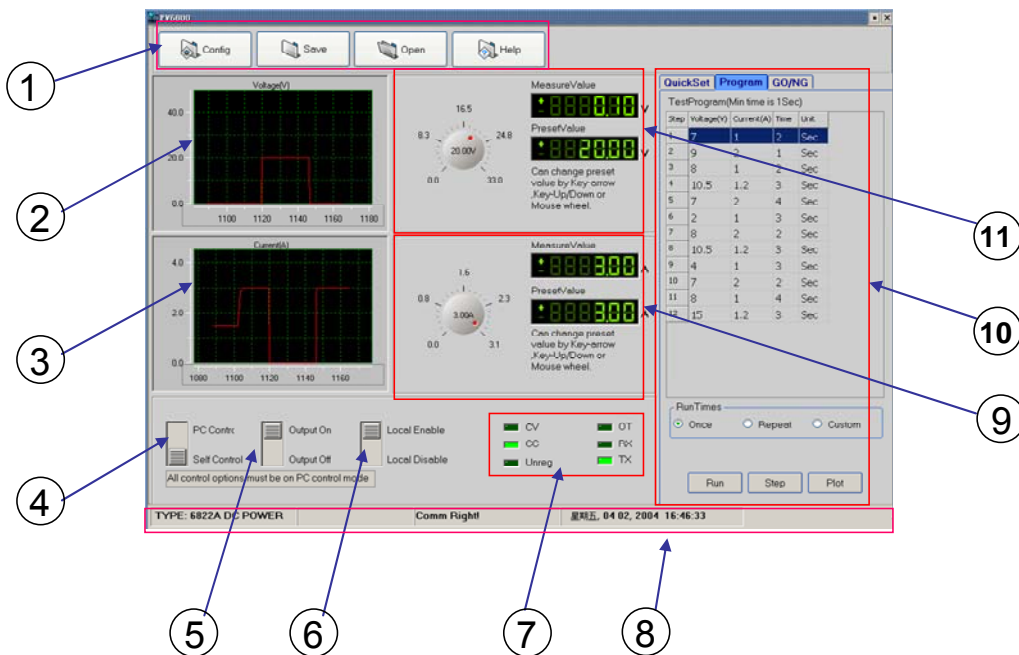 PV6800
Config Save Open Help
1
Voltage(V)
40.0
20.0
0.0
1100 1120 1140 1160 1180
2
16.5
8.3 24.8
20.00V
0.0 33.0
MeasureValue
0.10 V
PresetValue
20.00 V
Can change preset
value by Key-arrow
,Key-Up/Down or
Mouse wheel.
11
Current(A)
4.0
2.0
0.0
1080 1100 1120 1140 1160
3
1.6
0.8 2.3
3.00A
0.0 3.1
MeasureValue
3.00 A
PresetValue
3.00 A
Can change preset
value by Key-arrow
,Key-Up/Down or
Mouse wheel.
9
QuickSet Program GO/NG
TestProgram(Min time is 1Sec)
Step Voltage(V) Current(A) Time Unit
1 7 1 2 Sec
2 9 2 1 Sec
3 8 1 2 Sec
4 10.5 1.2 3 Sec
5 7 2 4 Sec
6 2 1 3 Sec
7 8 2 2 Sec
8 10.5 1.2 3 Sec
9 4 1 3 Sec
10 7 2 2 Sec
11 8 1 4 Sec
12 15 1.2 3 Sec
10
RunTimes
Once Repeat Custom
Run Step Plot
PC Contrc Output On Local Enable
Self Control Output Off Local Disable
All control options must be on PC control mode
4
5
6
CV OT
CC RX
Unreg TX
7
TYPE: 6822A DC POWER Comm Right! 星期五, 04 02, 2004 16:46:33
8